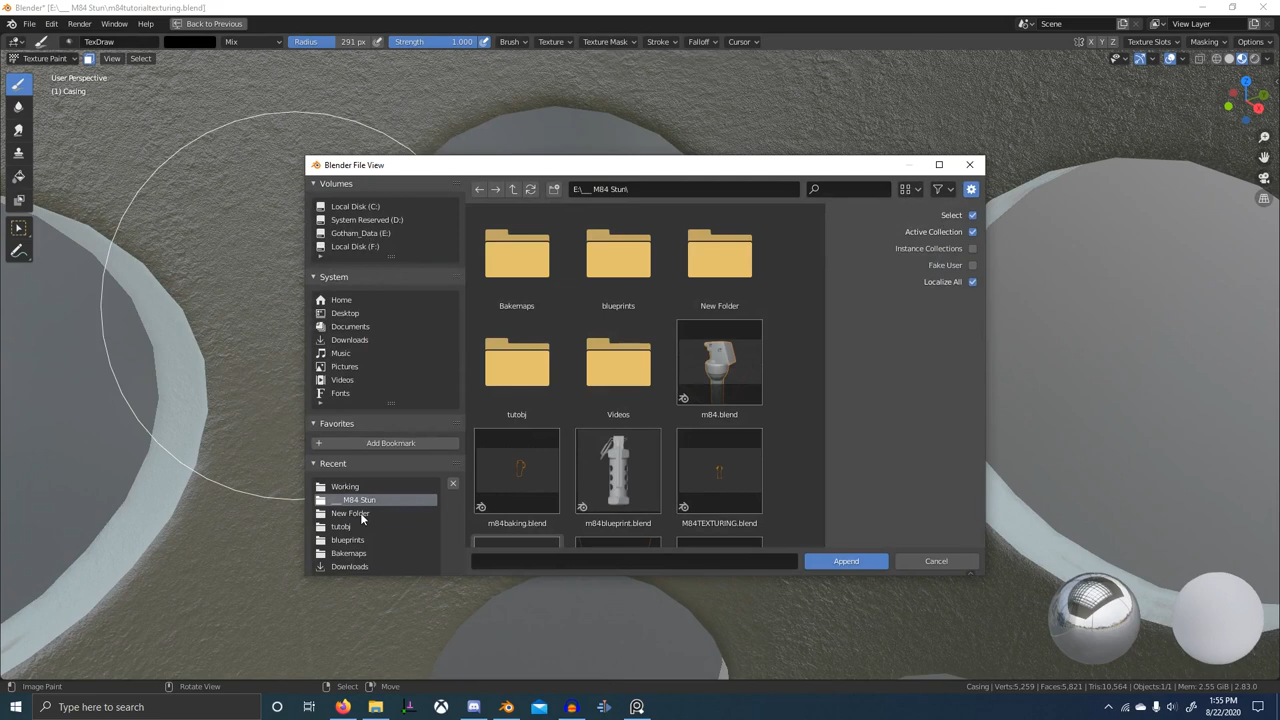 Blender* [E:\___ M84 Stun\m84tutorialtexturing.blend]
File Edit Render Window Help Back to Previous Scene View Layer
TexDraw Mix Radius 291 px Strength 1.000 Brush Texture Texture Mask Stroke Falloff Cursor X Y Z Texture Slots Masking Options
Texture Paint View Select
User Perspective
(1) Casing
Blender File View
Volumes
Local Disk (C:)
System Reserved (D:)
Gotham_Data (E:)
Local Disk (F:)
System
Home
Desktop
Documents
Downloads
Music
Pictures
Videos
Fonts
Favorites
Add Bookmark
Recent
Working
___ M84 Stun
New Folder
tutobj
blueprints
Bakemaps
Downloads
E:\___ M84 Stun\
Bakemaps blueprints New Folder
tutobj Videos m84.blend
m84baking.blend m84blueprint.blend M84TEXTURING.blend
Select
Active Collection
Instance Collections
Fake User
Localize All
Append Cancel
Z
Y
X
Image Paint Rotate View Select Move Casing | Verts:5,259 | Faces:5,821 | Tris:10,564 | Objects:1/1 | Mem: 2.55 GiB | 2.83.0
Type here to search
1:55 PM
8/22/2020